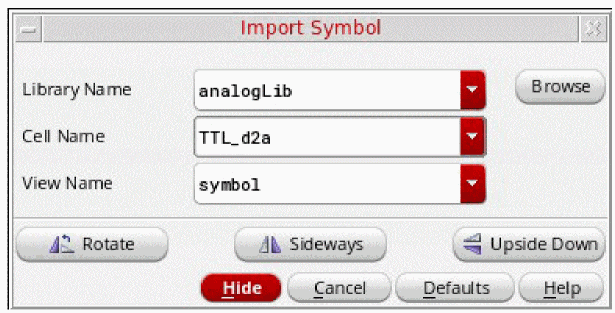 Import Symbol
Library Name analogLib Browse
Cell Name TTL_d2a
View Name symbol
Rotate Sideways Upside Down
Hide Cancel Defaults Help